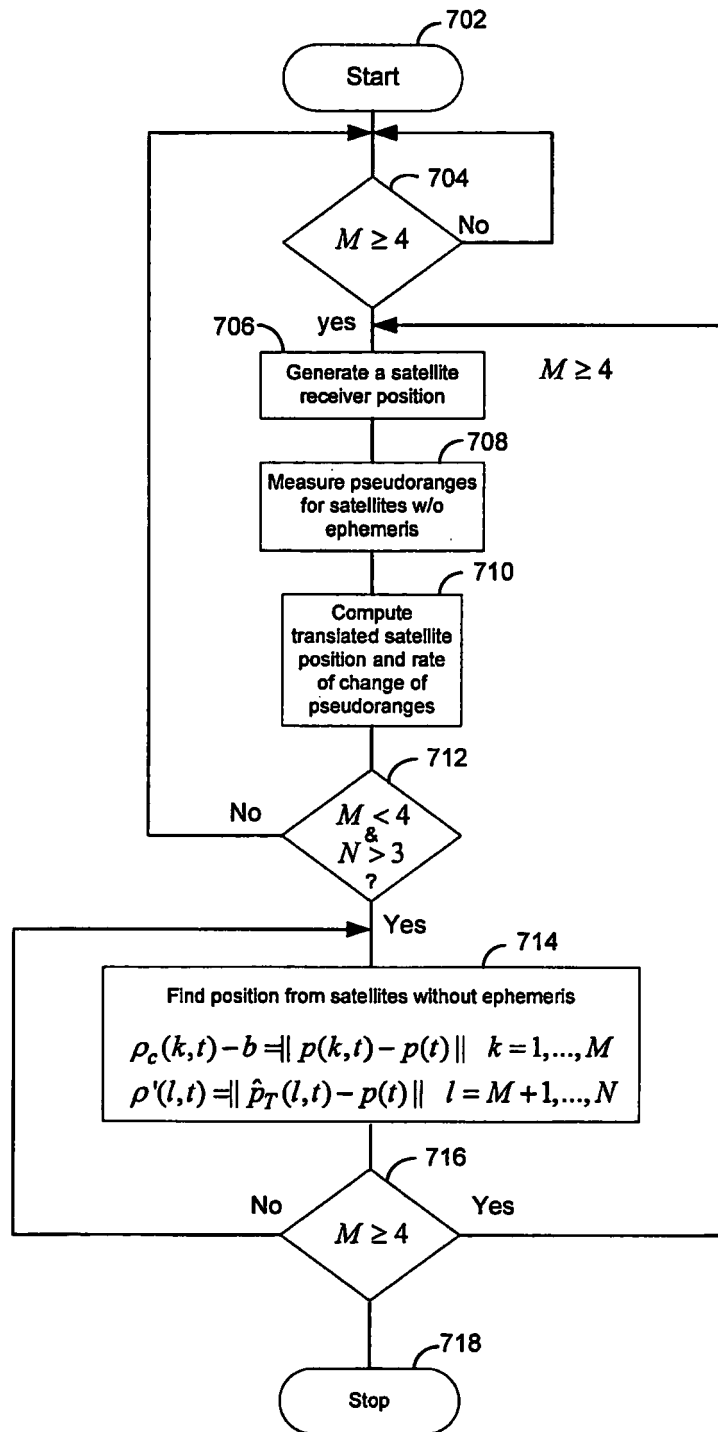 702
Start
704
M ≥ 4
No
yes
706
M ≥ 4
Generate a satellite
receiver position
708
Measure pseudoranges
for satellites w/o
ephemeris
710
Compute
translated satellite
position and rate
of change of
pseudoranges
712
No
M < 4
&
N > 3
?
Yes
714
Find position from satellites without ephemeris
ρc(k,t) − b =|| p(k,t) − p(t) || k = 1,..., M
ρ'(l,t) =|| p̂T(l,t) − p(t) || l = M + 1,..., N
716
No
Yes
M ≥ 4
718
Stop